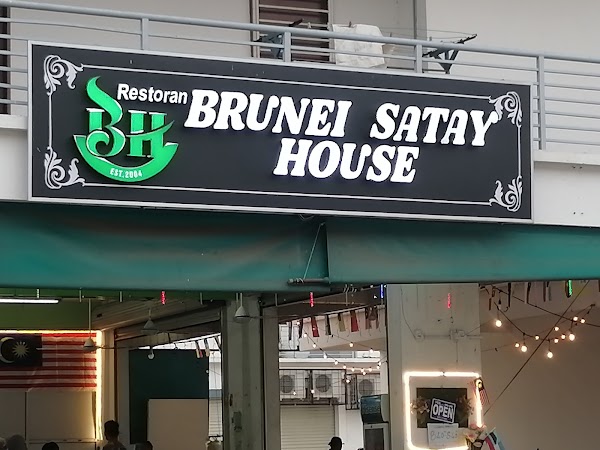 Restoran
BRUNEI SATAY
HOUSE
BH
EST. 2004
OPEN